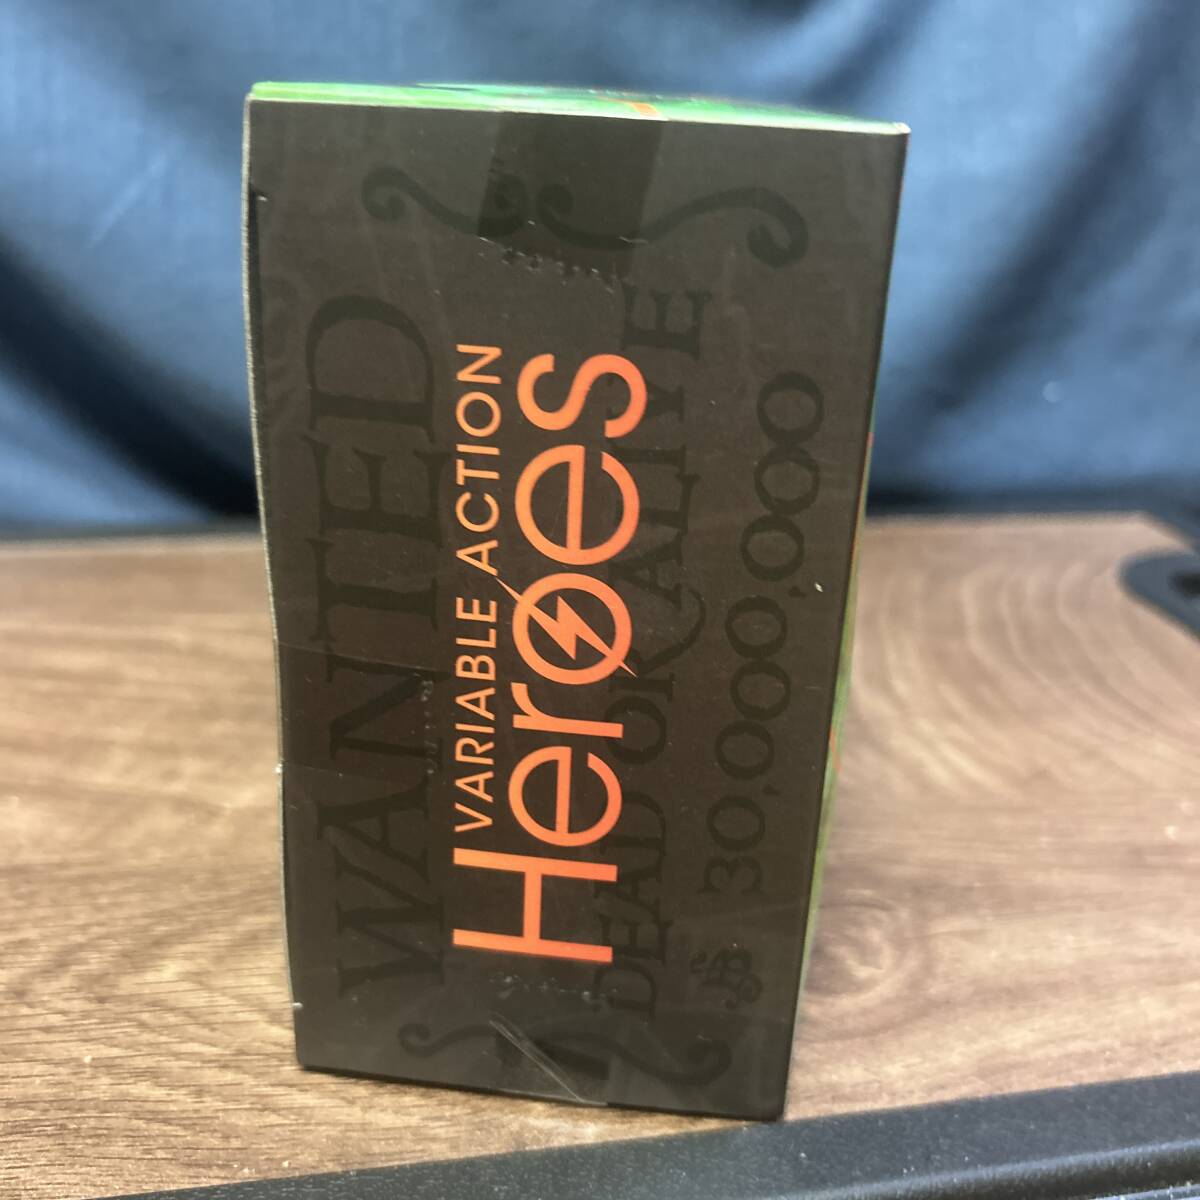 WANTED
VARIABLE ACTION
Heroes
DEAD OR ALIVE
30,000,000